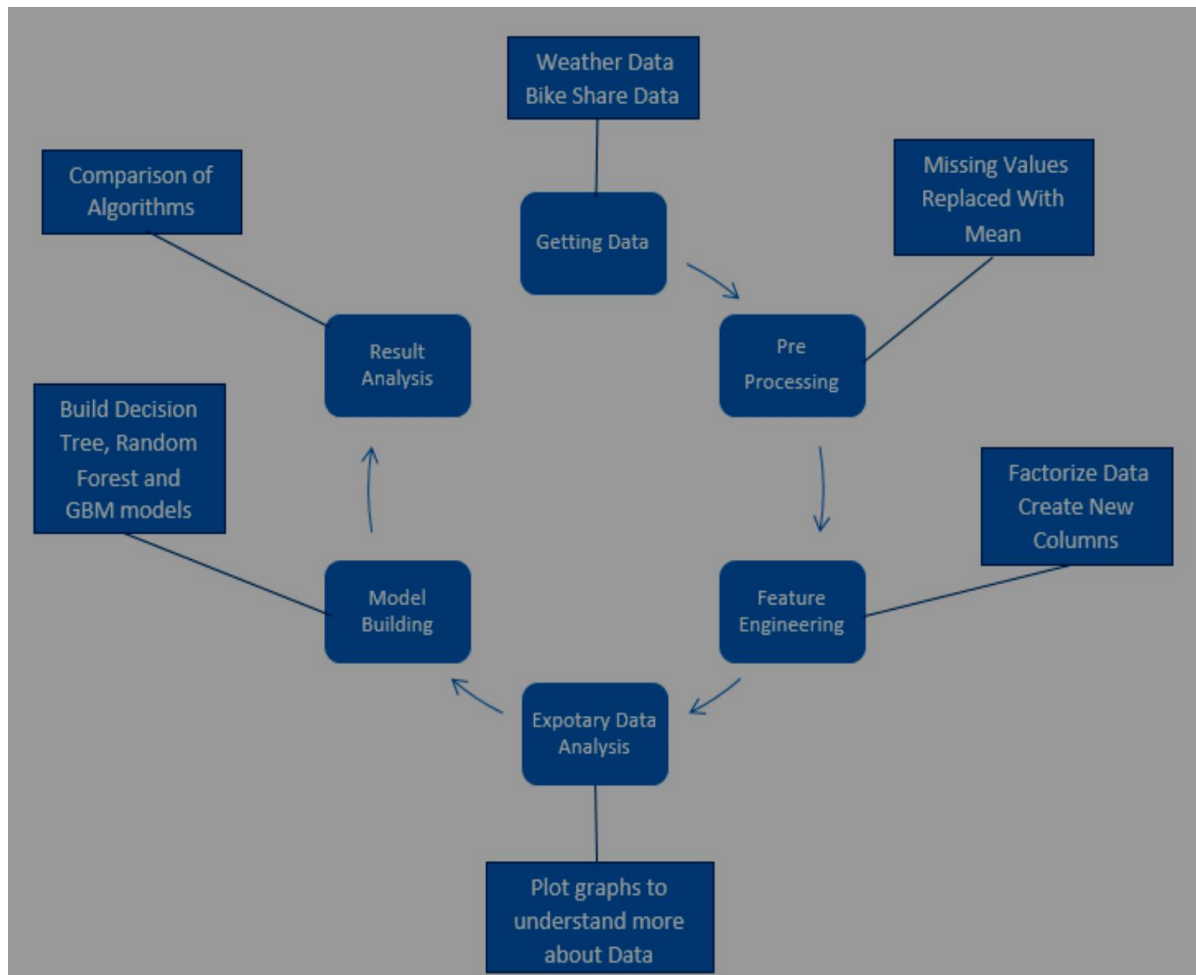 Weather Data
Bike Share Data
Getting Data
Missing Values
Replaced With
Mean
Pre
Processing
Factorize Data
Create New
Columns
Feature
Engineering
Expotary Data
Analysis
Plot graphs to
understand more
about Data
Model
Building
Build Decision
Tree, Random
Forest and
GBM models
Result
Analysis
Comparison of
Algorithms